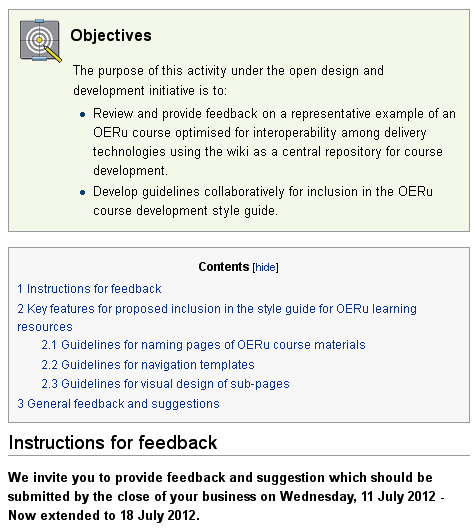 Objectives
The purpose of this activity under the open design and
development initiative is to:
Review and provide feedback on a representative example of an
OERu course optimised for interoperability among delivery
technologies using the wiki as a central repository for course
development.
Develop guidelines collaboratively for inclusion in the OERu
course development style guide.
Contents [hide]
1 Instructions for feedback
2 Key features for proposed inclusion in the style guide for OERu learning
resources
2.1 Guidelines for naming pages of OERu course materials
2.2 Guidelines for navigation templates
2.3 Guidelines for visual design of sub-pages
3 General feedback and suggestions
Instructions for feedback
We invite you to provide feedback and suggestion which should be
submitted by the close of your business on Wednesday, 11 July 2012 -
Now extended to 18 July 2012.